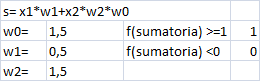 s= x1*w1+x2*w2*w0
w0= 1,5 f(sumatoria) >=1 1
w1= 0,5 f(sumatoria) <0 0
w2= 1,5